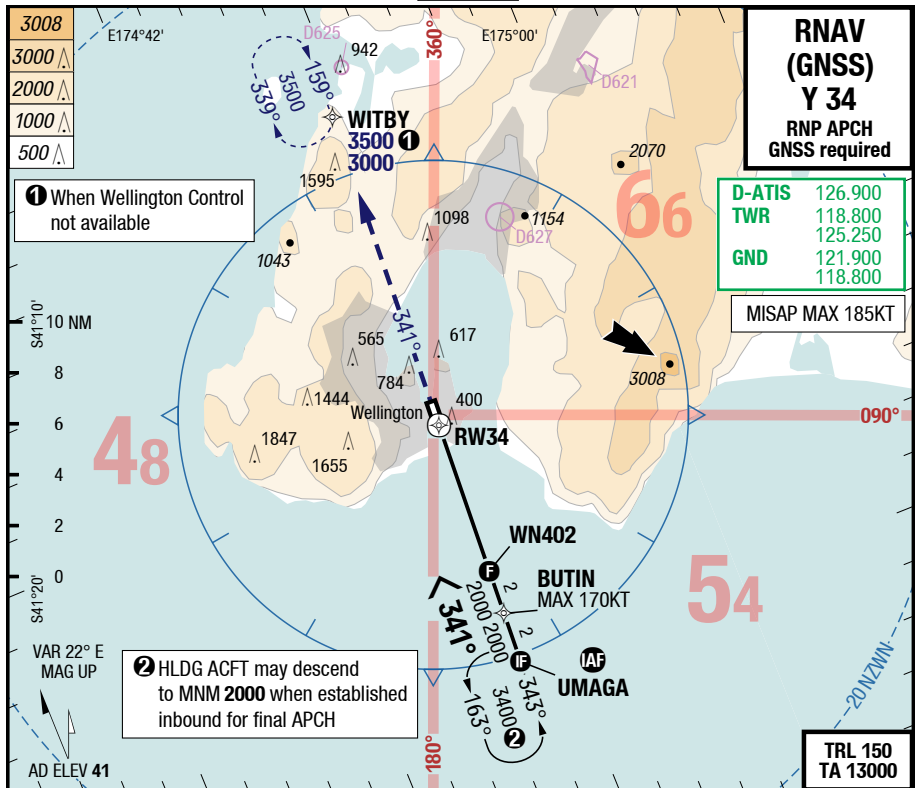 3008
3000
2000
1000
500
E174°42'
D625
942
360°
E175°00'
D621
RNAV
(GNSS)
Y 34
RNP APCH
GNSS required
159°
3500
339°
WITBY
3500 1
3000
1595
2070
66
D-ATIS 126.900
TWR 118.800
125.250
GND 121.900
118.800
1 When Wellington Control
not available
1098
1154
D627
1043
MISAP MAX 185KT
S41°10'
10 NM
341°
565
617
8
784
3008
1444
Wellington
400
6
RW34
090°
48
1847
1655
4
2
WN402
F
0
BUTIN
MAX 170KT
2
2000
54
S41°20'
341°
2
2000
IF
IAF
UMAGA
VAR 22° E
MAG UP
2 HLDG ACFT may descend
to MNM 2000 when established
inbound for final APCH
343°
3400 2
163°
20 NZWN
180°
AD ELEV 41
TRL 150
TA 13000